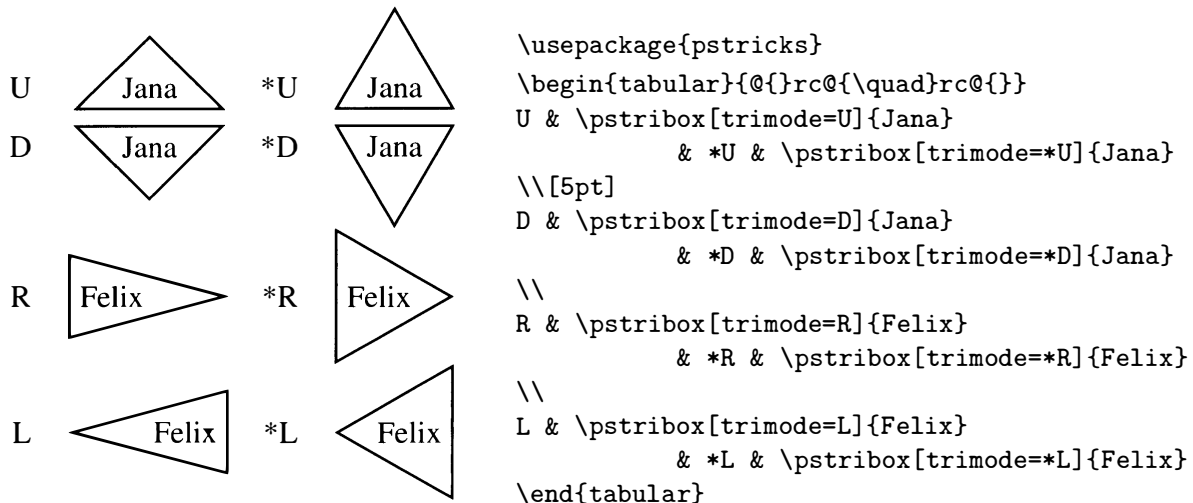 U Jana *U Jana
D Jana *D Jana
R Felix *R Felix
L Felix *L Felix
\usepackage{pstricks}
\begin{tabular}{@{}rc@{\quad}rc@{}}
U & \pstribox[trimode=U]{Jana}
& *U & \pstribox[trimode=*U]{Jana}
\\[5pt]
D & \pstribox[trimode=D]{Jana}
& *D & \pstribox[trimode=*D]{Jana}
\\
R & \pstribox[trimode=R]{Felix}
& *R & \pstribox[trimode=*R]{Felix}
\\
L & \pstribox[trimode=L]{Felix}
& *L & \pstribox[trimode=*L]{Felix}
\end{tabular}